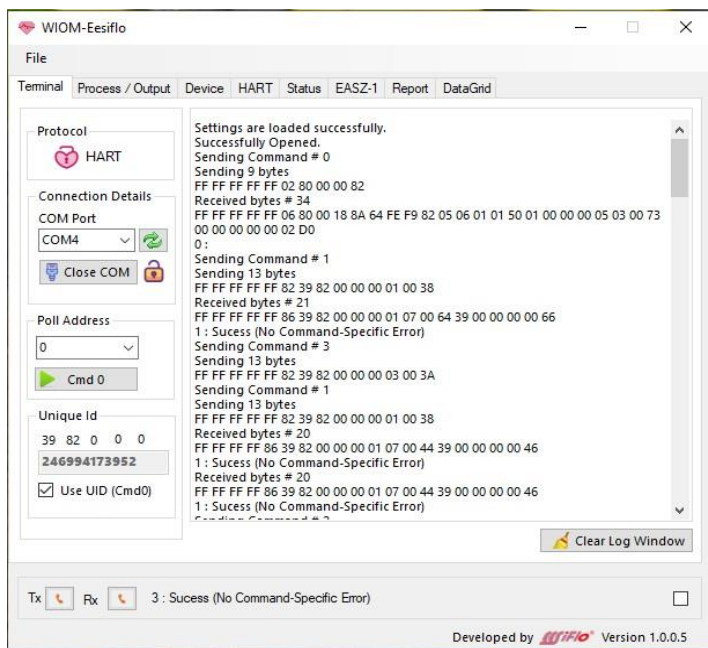 WIOM-Eesiflo
File
Terminal Process / Output Device HART Status EASZ-1 Report DataGrid
Protocol
HART
Connection Details
COM Port
COM4
Close COM
Poll Address
0
Cmd 0
Unique Id
39 82 0 0 0
246994173952
Use UID (Cmd0)
Settings are loaded successfully.
Successfully Opened.
Sending Command # 0
Sending 9 bytes
FF FF FF FF FF 02 80 00 00 82
Received bytes # 34
FF FF FF FF FF 06 80 00 18 8A 64 FE F9 82 05 06 01 01 50 01 00 00 00 05 03 00 73
00 00 00 00 00 02 D0
0 :
Sending Command # 1
Sending 13 bytes
FF FF FF FF FF 82 39 82 00 00 00 01 00 38
Received bytes # 21
FF FF FF FF FF 86 39 82 00 00 00 01 07 00 64 39 00 00 00 00 66
1 : Sucess (No Command-Specific Error)
Sending Command # 3
Sending 13 bytes
FF FF FF FF FF 82 39 82 00 00 00 03 00 3A
Sending Command # 1
Sending 13 bytes
FF FF FF FF FF 82 39 82 00 00 00 01 00 38
Received bytes # 20
FF FF FF FF 86 39 82 00 00 00 01 07 00 44 39 00 00 00 00 46
1 : Sucess (No Command-Specific Error)
Received bytes # 20
FF FF FF FF 86 39 82 00 00 00 01 07 00 44 39 00 00 00 00 46
1 : Sucess (No Command-Specific Error)
Clear Log Window
Tx Rx 3 : Sucess (No Command-Specific Error)
Developed by eesiFlo Version 1.0.0.5